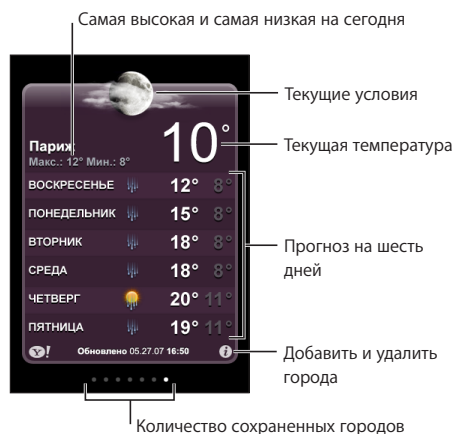 Самая высокая и самая низкая на сегодня
Текущие условия
10°
Текущая температура
Париж
Макс.: 12° Мин.: 8°
ВОСКРЕСЕНЬЕ 12° 8°
ПОНЕДЕЛЬНИК 15° 8°
ВТОРНИК 18° 8°
СРЕДА 18° 8°
ЧЕТВЕРГ 20° 11°
ПЯТНИЦА 19° 11°
Прогноз на шесть
дней
Y! Обновлено 05.27.07 16:50 i
Добавить и удалить
города
Количество сохраненных городов